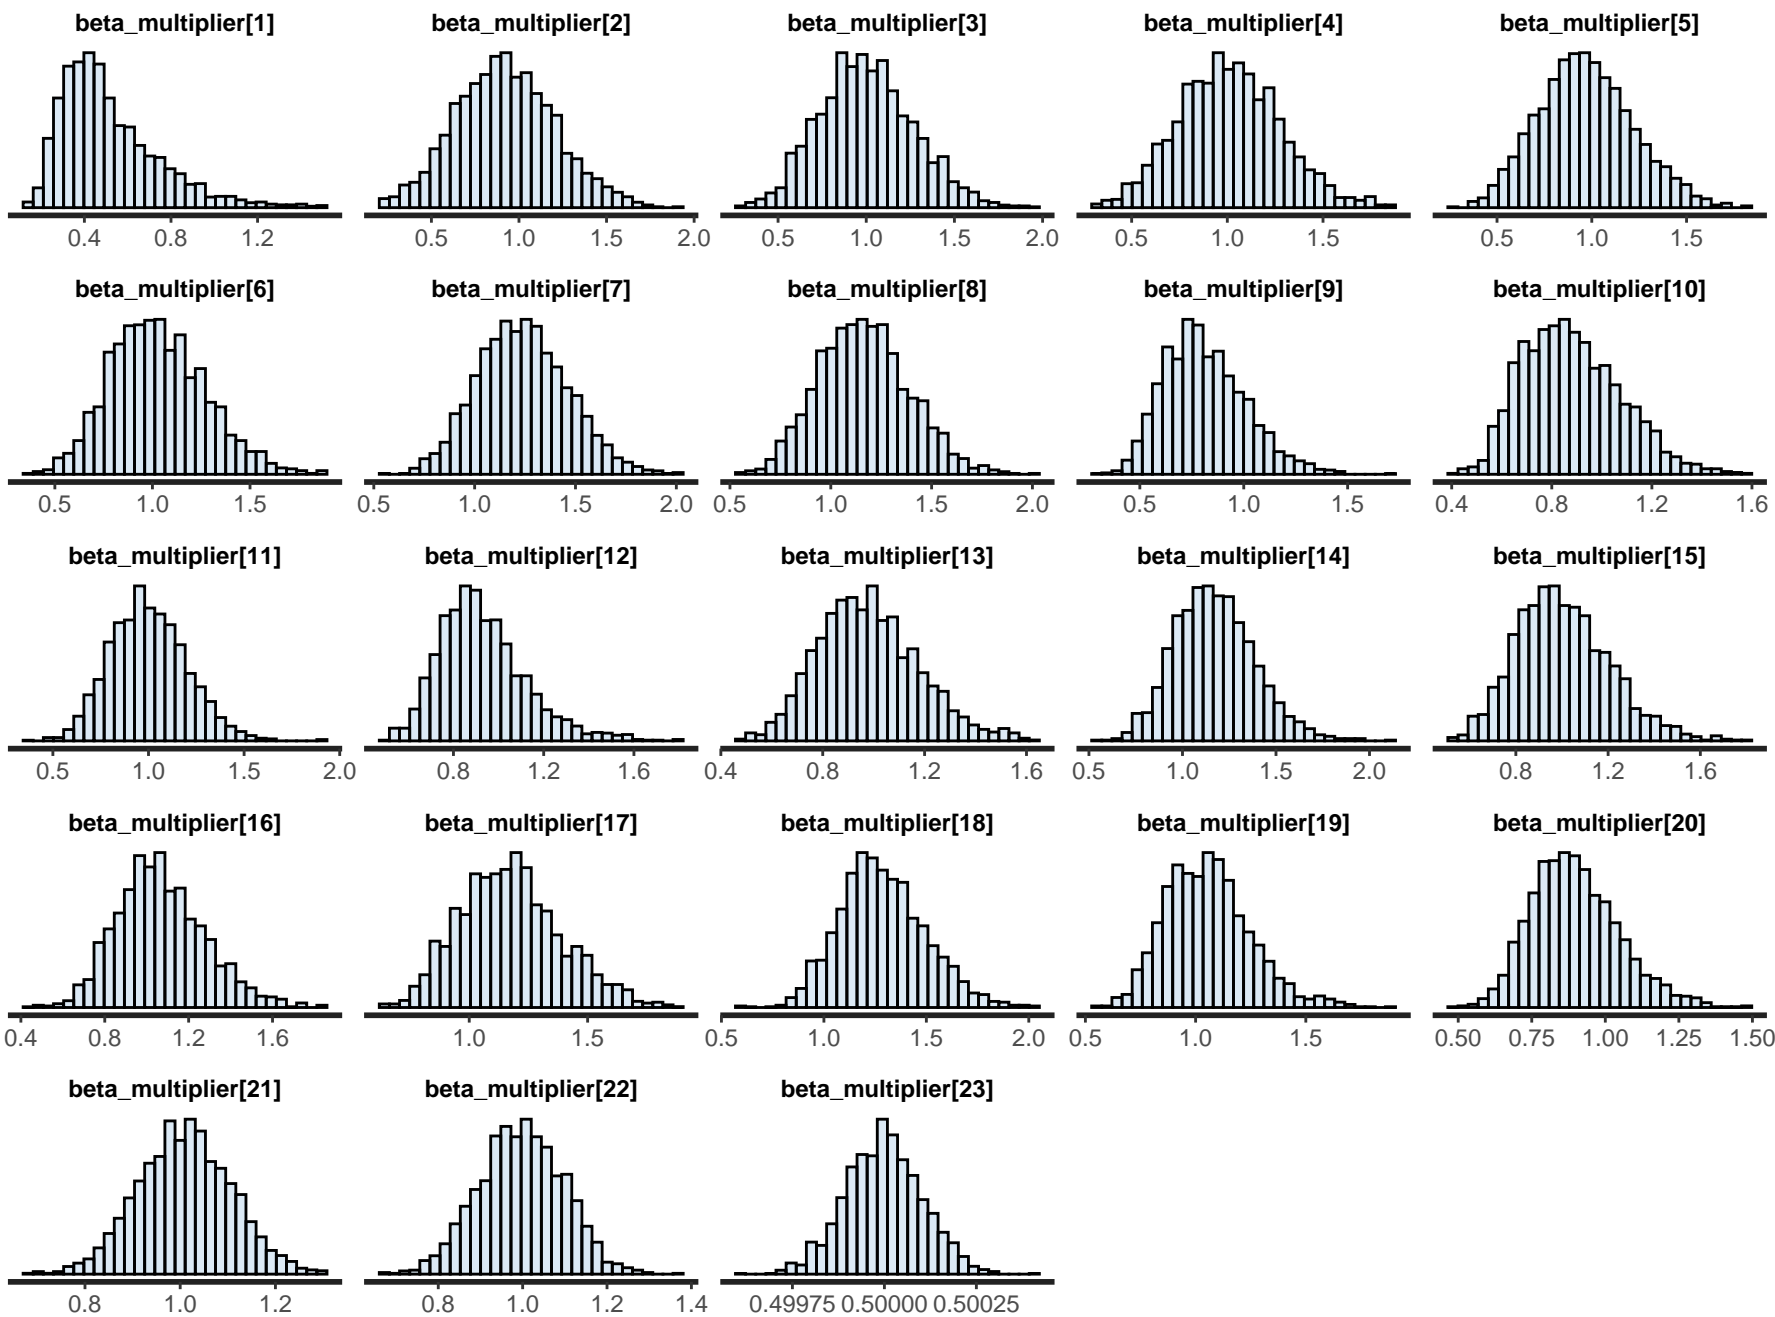 beta_multiplier[1] beta_multiplier[2] beta_multiplier[3] beta_multiplier[4] beta_multiplier[5]
0.4 0.8 1.2 0.5 1.0 1.5 2.0 0.5 1.0 1.5 2.0 0.5 1.0 1.5 0.5 1.0 1.5
beta_multiplier[6] beta_multiplier[7] beta_multiplier[8] beta_multiplier[9] beta_multiplier[10]
0.5 1.0 1.5 0.5 1.0 1.5 2.0 0.5 1.0 1.5 2.0 0.5 1.0 1.5 0.4 0.8 1.2 1.6
beta_multiplier[11] beta_multiplier[12] beta_multiplier[13] beta_multiplier[14] beta_multiplier[15]
0.5 1.0 1.5 2.0 0.8 1.2 1.6 0.4 0.8 1.2 1.6 0.5 1.0 1.5 2.0 0.8 1.2 1.6
beta_multiplier[16] beta_multiplier[17] beta_multiplier[18] beta_multiplier[19] beta_multiplier[20]
0.4 0.8 1.2 1.6 1.0 1.5 0.5 1.0 1.5 2.0 0.5 1.0 1.5 0.50 0.75 1.00 1.25 1.50
beta_multiplier[21] beta_multiplier[22] beta_multiplier[23]
0.8 1.0 1.2 0.8 1.0 1.2 1.4 0.49975 0.50000 0.50025